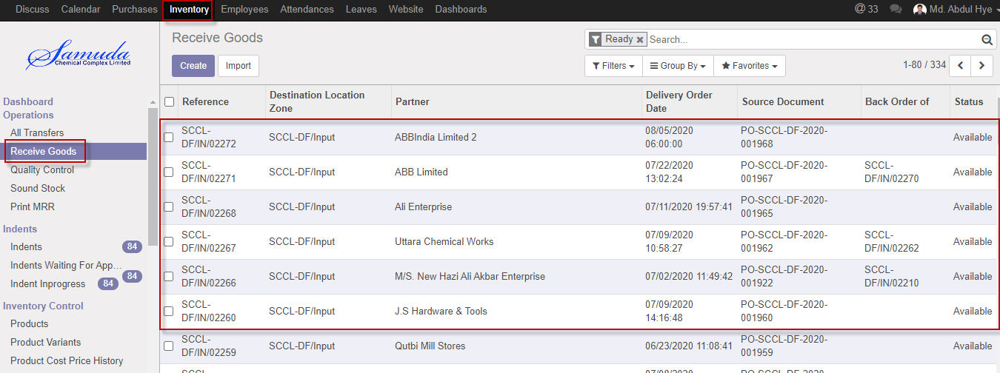 Discuss Calendar Purchases Inventory Employees Attendances Leaves Website Dashboards @ 33 Md. Abdul Hye
Samuda
Chemical Complex Limited
Dashboard
Operations
All Transfers
Receive Goods
Quality Control
Sound Stock
Print MRR
Indents
Indents 84
Indents Waiting For App...
84
Indent Inprogress 84
Inventory Control
Products
Product Variants
Product Cost Price History
Receive Goods
Ready Search...
Create Import
Filters Group By Favorites 1-80 / 334
Reference Destination Location Zone Partner Delivery Order Date Source Document Back Order of Status
SCCL-DF/IN/02272 SCCL-DF/Input ABBIndia Limited 2 08/05/2020 06:00:00 PO-SCCL-DF-2020-001968 Available
SCCL-DF/IN/02271 SCCL-DF/Input ABB Limited 07/22/2020 13:02:24 PO-SCCL-DF-2020-001967 SCCL-DF/IN/02270 Available
SCCL-DF/IN/02268 SCCL-DF/Input Ali Enterprise 07/11/2020 19:57:41 PO-SCCL-DF-2020-001965 Available
SCCL-DF/IN/02267 SCCL-DF/Input Uttara Chemical Works 07/09/2020 10:58:27 PO-SCCL-DF-2020-001962 SCCL-DF/IN/02262 Available
SCCL-DF/IN/02266 SCCL-DF/Input M/S. New Hazi Ali Akbar Enterprise 07/02/2020 11:49:42 PO-SCCL-DF-2020-001922 SCCL-DF/IN/02210 Available
SCCL-DF/IN/02260 SCCL-DF/Input J.S Hardware & Tools 07/09/2020 14:16:48 PO-SCCL-DF-2020-001960 Available
SCCL-DF/IN/02259 SCCL-DF/Input Qutbi Mill Stores 06/23/2020 11:08:41 PO-SCCL-DF-2020-001959 Available